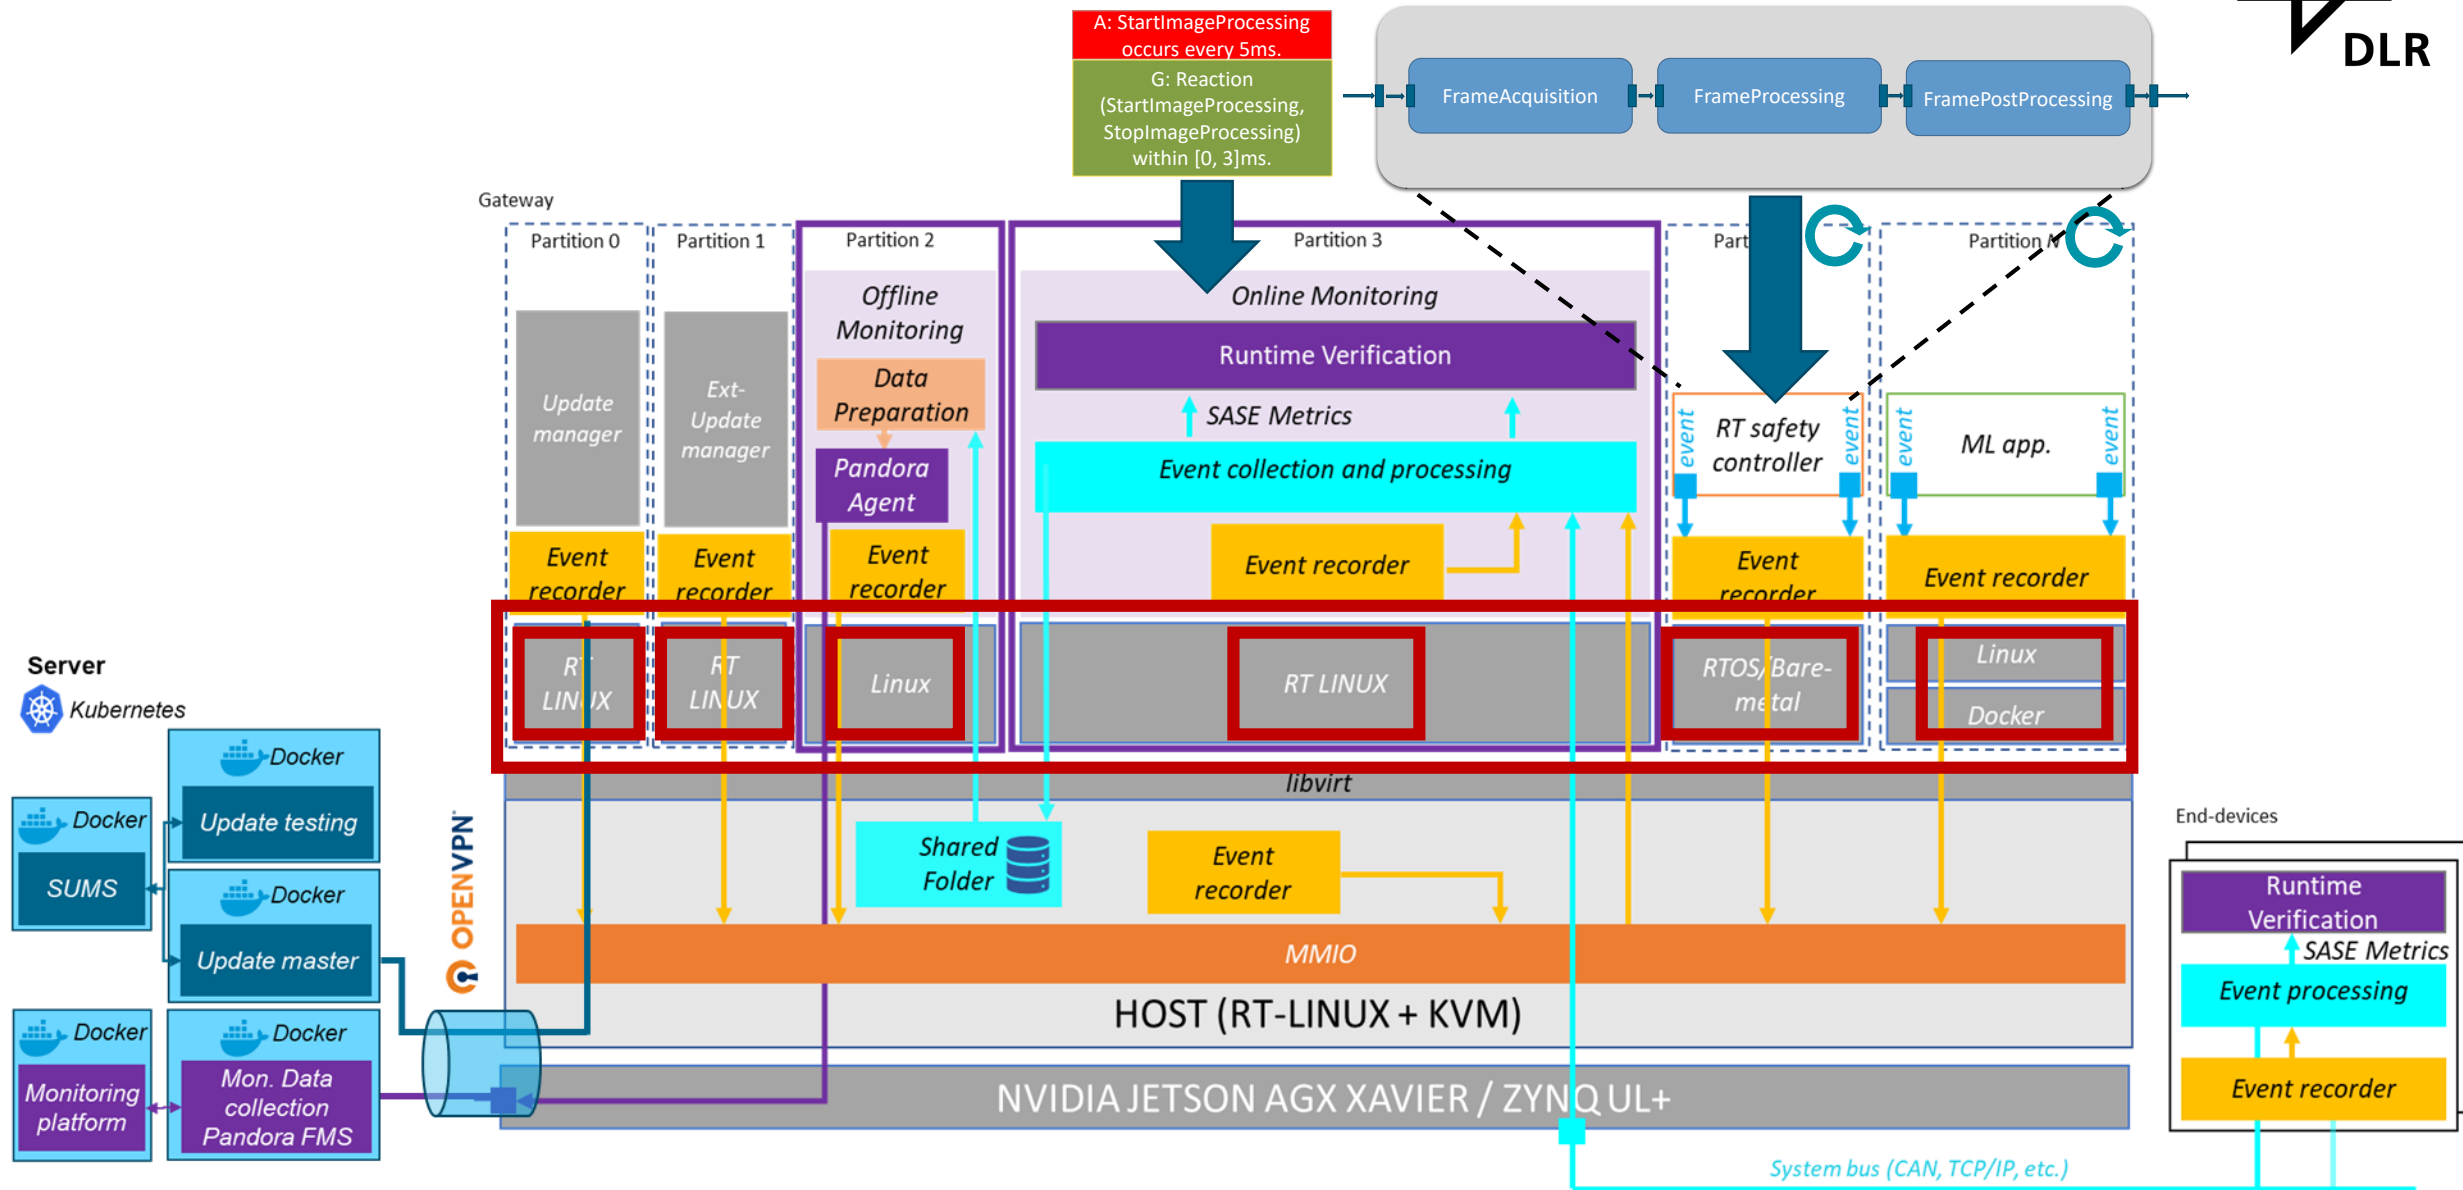 A: StartImageProcessing
occurs every 5ms.
G: Reaction
(StartImageProcessing,
StopImageProcessing)
within [0, 3]ms.
FrameAcquisition
FrameProcessing
FramePostProcessing
DLR
Gateway
Partition 0
Partition 1
Partition 2
Partition 3
Part
Partition N
Update
manager
Ext-
Update
manager
Offline
Monitoring
Data
Preparation
Pandora
Agent
Online Monitoring
Runtime Verification
SASE Metrics
Event collection and processing
event
RT safety
controller
event
event
ML app.
event
Event
recorder
Event
recorder
Event
recorder
Event recorder
Event
recorder
Event recorder
RT
LINUX
RT
LINUX
Linux
RT LINUX
RTOS/Bare-
metal
Linux
Docker
libvirt
Shared
Folder
Event
recorder
MMIO
HOST (RT-LINUX + KVM)
NVIDIA JETSON AGX XAVIER / ZYNQ UL+
System bus (CAN, TCP/IP, etc.)
Server
Kubernetes
Docker
Update testing
Docker
SUMS
Docker
Update master
Docker
Monitoring
platform
Docker
Mon. Data
collection
Pandora FMS
OPENVPN
End-devices
Runtime
Verification
SASE Metrics
Event processing
Event recorder